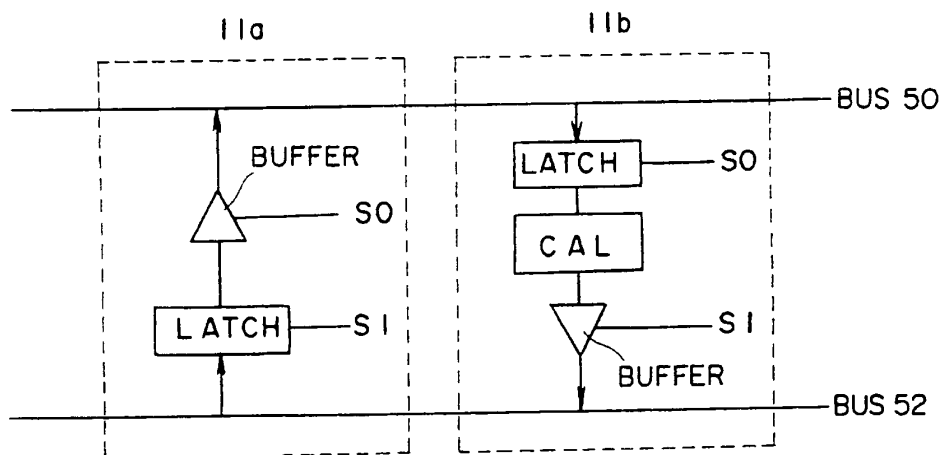 11a
11b
BUS 50
BUFFER
LATCH
S0
S0
CAL
LATCH
S1
S1
BUFFER
BUS 52